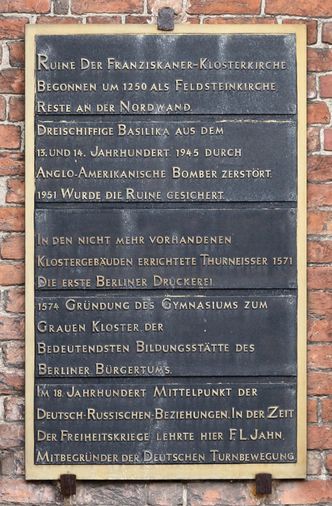 Ruine Der Franziskaner-Klosterkirche
Begonnen um 1250 als Feldsteinkirche
Reste an der Nordwand
Dreischiffige Basilika aus dem
13. und 14. Jahrhundert. 1945 durch
Anglo-Amerikanische Bomber zerstört
1951 Wurde die Ruine gesichert.
In den nicht mehr vorhandenen
Klostergebäuden errichtete Thurneisser 1571
Die erste Berliner Druckerei
1574 Gründung des Gymnasiums zum
Grauen Kloster der
Bedeutendsten Bildungsstätte des
Berliner Bürgertums.
Im 18. Jahrhundert Mittelpunkt der
Deutsch-Russischen-Beziehungen. In der Zeit
Der Freiheitskriege lehrte hier F.L. Jahn,
Mitbegründer der Deutschen Turnbewegung.